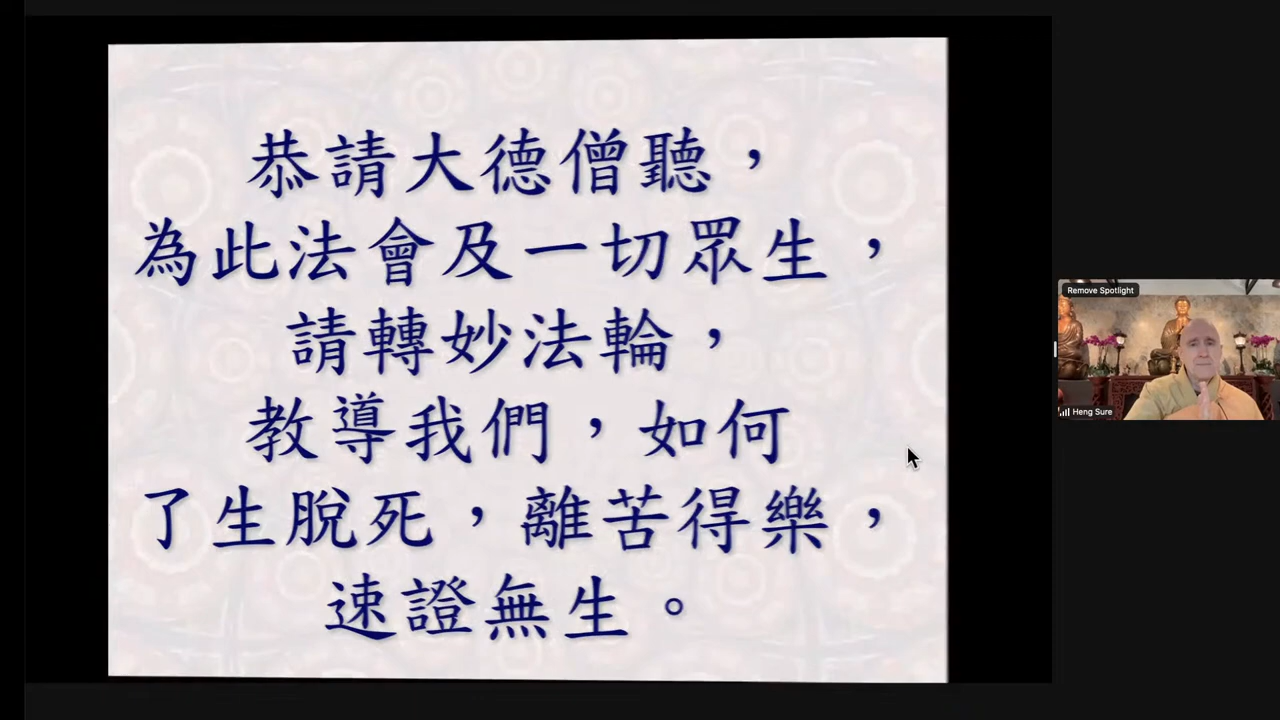 恭請大德僧聽，
為此法會及一切眾生，
請轉妙法輪，
教導我們，如何
了生脫死，離苦得樂，
速證無生。
Remove Spotlight
Heng Sure